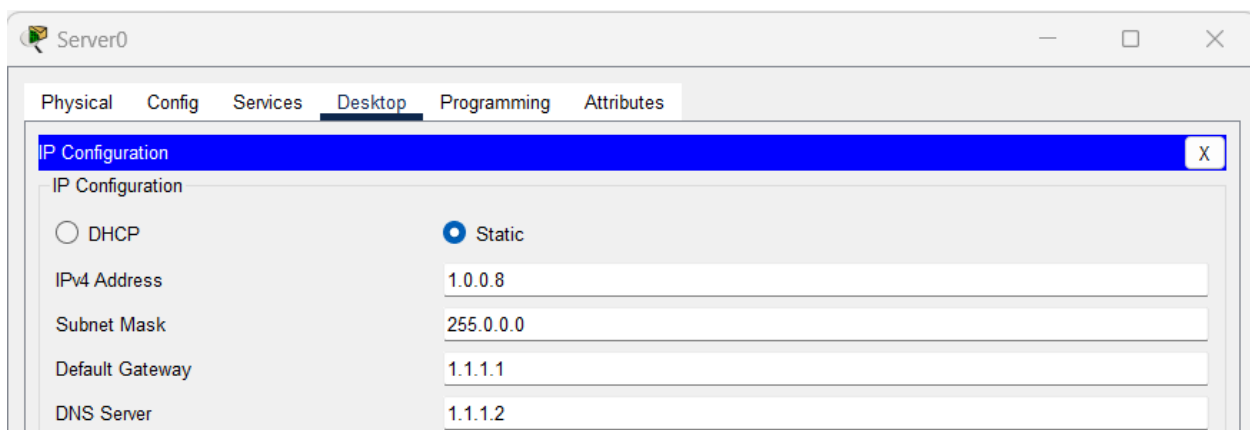 Server0
Physical Config Services Desktop Programming Attributes
IP Configuration X
IP Configuration
DHCP Static
IPv4 Address 1.0.0.8
Subnet Mask 255.0.0.0
Default Gateway 1.1.1.1
DNS Server 1.1.1.2